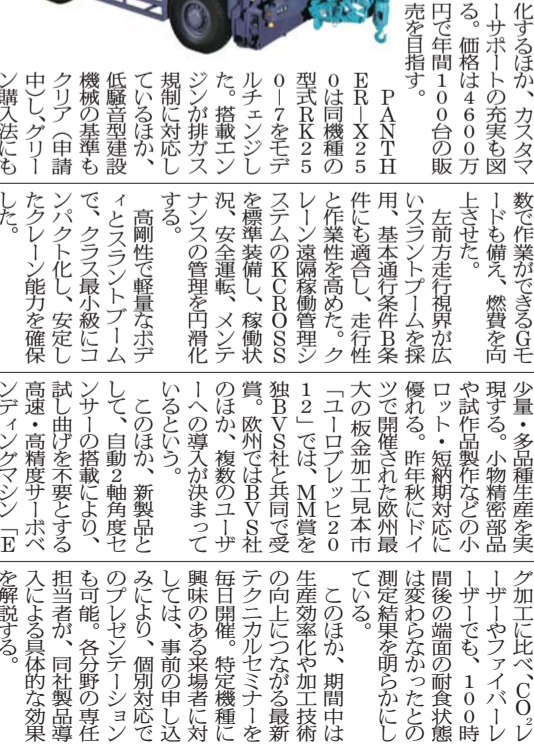 化するほか、カスタマ
ーサポートの充実も図
る。価格は4600万
円で年間100台の販
売を目指す。
PANTH
ER―X25
0は同機種の
型式RK25
0―7をモデ
ルチェンジし
た。搭載エン
ジンが排ガス
規制に対応し
ているほか、
低騒音型建設
機械の基準も
クリア（申請
中）し、グリー
ン購入法にも
数で作業ができるGモ
ードも備え、燃費を向
上させた。
左前方走行視界が広
いスラントブームを採
用、基本通行条件B条
件にも適合し、走行性
と作業性を高めた。ク
レーン遠隔稼働管理シ
ステムのKCROSS
を標準装備し、稼働状
況、安全運転、メンテ
ナンスの管理を円滑化
する。
高剛性で軽量なボデ
ィとスラントブーム
で、クラス最小級にコ
ンパクト化し、安定し
たクレーン能力を確保
した。
少量・多品種生産を実
現する。小物精密部品
や試作品製作などの小
ロット・短納期対応に
優れる。昨年秋にドイ
ツで開催された欧州最
大の板金加工見本市
「ユーロブレッヒ20
12」では、MM賞を
独BVS社と共同で受
賞。欧州ではBVS社
のほか、複数のユーザ
ーへの導入が決まって
いるという。
このほか、新製品と
して、自動2軸角度セ
ンサーの搭載により、
試し曲げを不要とする
高速・高精度サーボベ
ンディングマシン「E
グ加工に比べ、CO₂レ
ーザーやファイバーレ
ーザーでも、100時
間後の端面の耐食状態
は変わらなかったとの
測定結果を明らかにし
ている。
このほか、期間中は
生産効率化や加工技術
の向上につながる最新
テクニカルセミナーを
毎日開催。特定機種に
興味のある来場者に対
しては、事前の申し込
みにより、個別対応で
のプレゼンテーション
も可能。各分野の専任
担当者が、同社製品導
入による具体的な効果
を解説する。